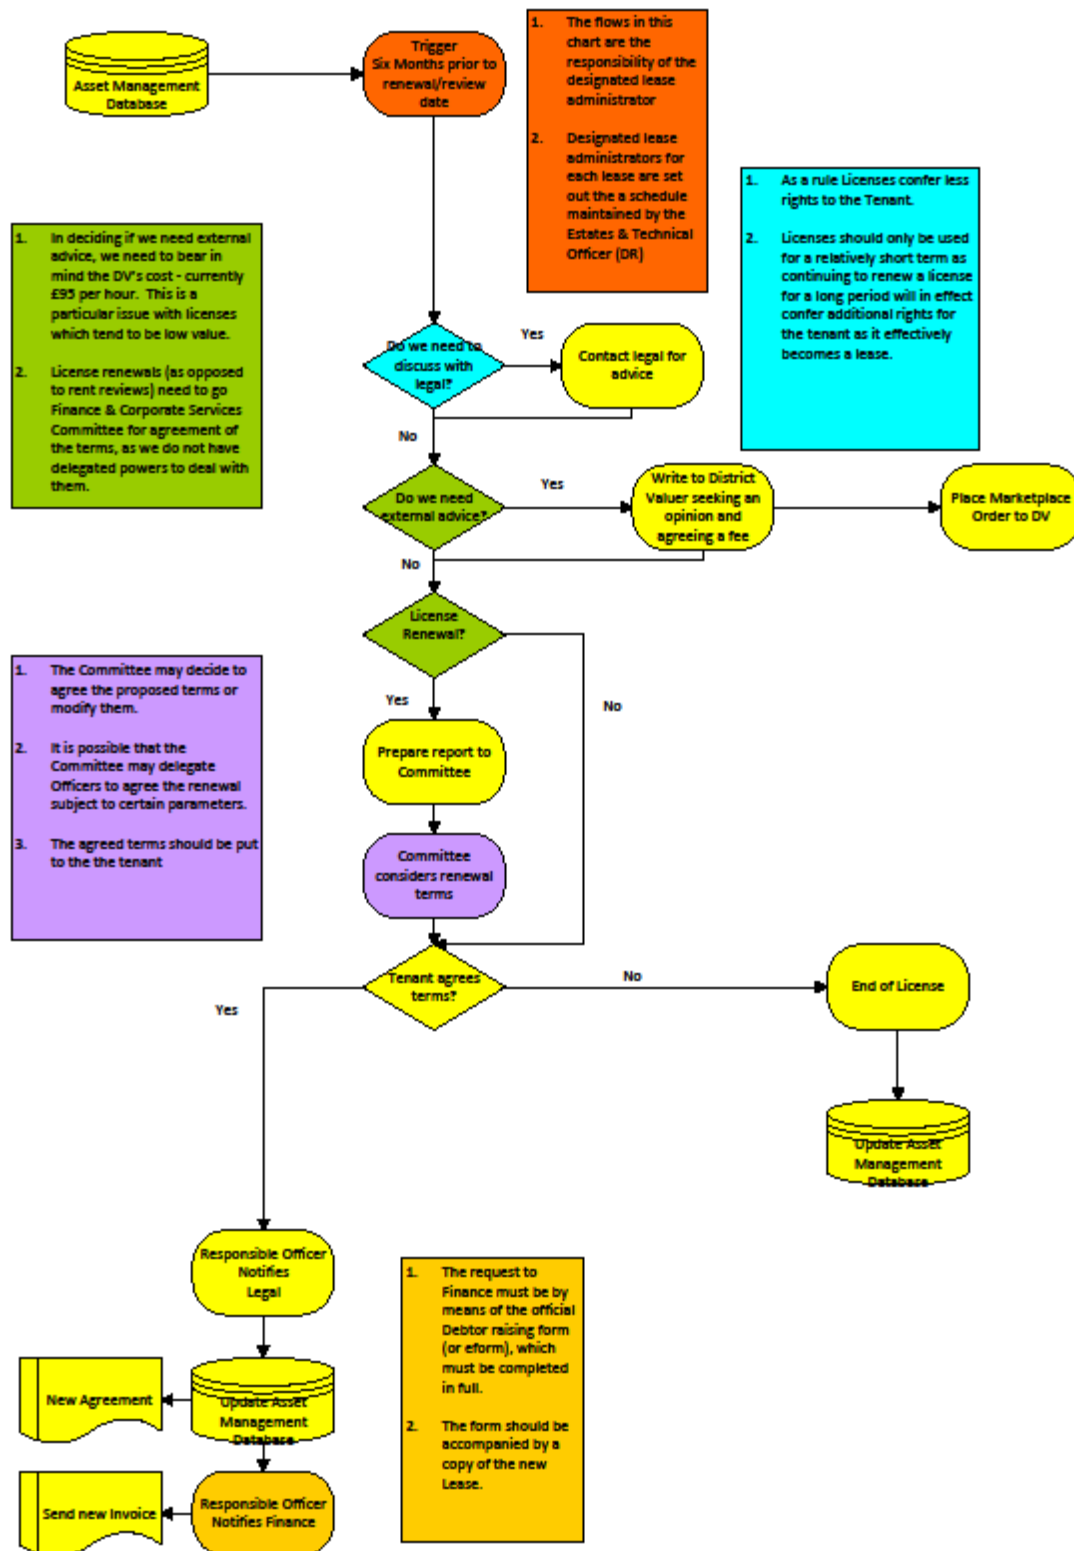 Asset Management
Database
Trigger
Six Months prior to
renewal/review
date
1. The flows in this
chart are the
responsibility of the
designated lease
administrator
2. Designated lease
administrators for
each lease are set
out the a schedule
maintained by the
Estates & Technical
Officer (DR)
1. As a rule Licenses confer less
rights to the Tenant.
2. Licenses should only be used
for a relatively short term as
continuing to renew a license
for a long period will in effect
confer additional rights for
the tenant as it effectively
becomes a lease.
1. In deciding if we need external
advice, we need to bear in
mind the DV's cost - currently
£95 per hour. This is a
particular issue with licenses
which tend to be low value.
2. License renewals (as opposed
to rent reviews) need to go
Finance & Corporate Services
Committee for agreement of
the terms, as we do not have
delegated powers to deal with
them.
Do we need to
discuss with
legal?
Yes
Contact legal for
advice
No
Do we need
external advice?
Yes
Write to District
Valuer seeking an
opinion and
agreeing a fee
Place Marketplace
Order to DV
No
License
Renewal?
Yes
No
1. The Committee may decide to
agree the proposed terms or
modify them.
2. It is possible that the
Committee may delegate
Officers to agree the renewal
subject to certain parameters.
3. The agreed terms should be put
to the the tenant
Prepare report to
Committee
Committee
considers renewal
terms
Tenant agrees
terms?
No
End of License
Yes
Update Asset
Management
Database
Responsible Officer
Notifies
Legal
1. The request to
Finance must be by
means of the official
Debtor raising form
(or eform), which
must be completed
in full.
2. The form should be
accompanied by a
copy of the new
Lease.
New Agreement
Update Asset
Management
Database
Send new Invoice
Responsible Officer
Notifies Finance